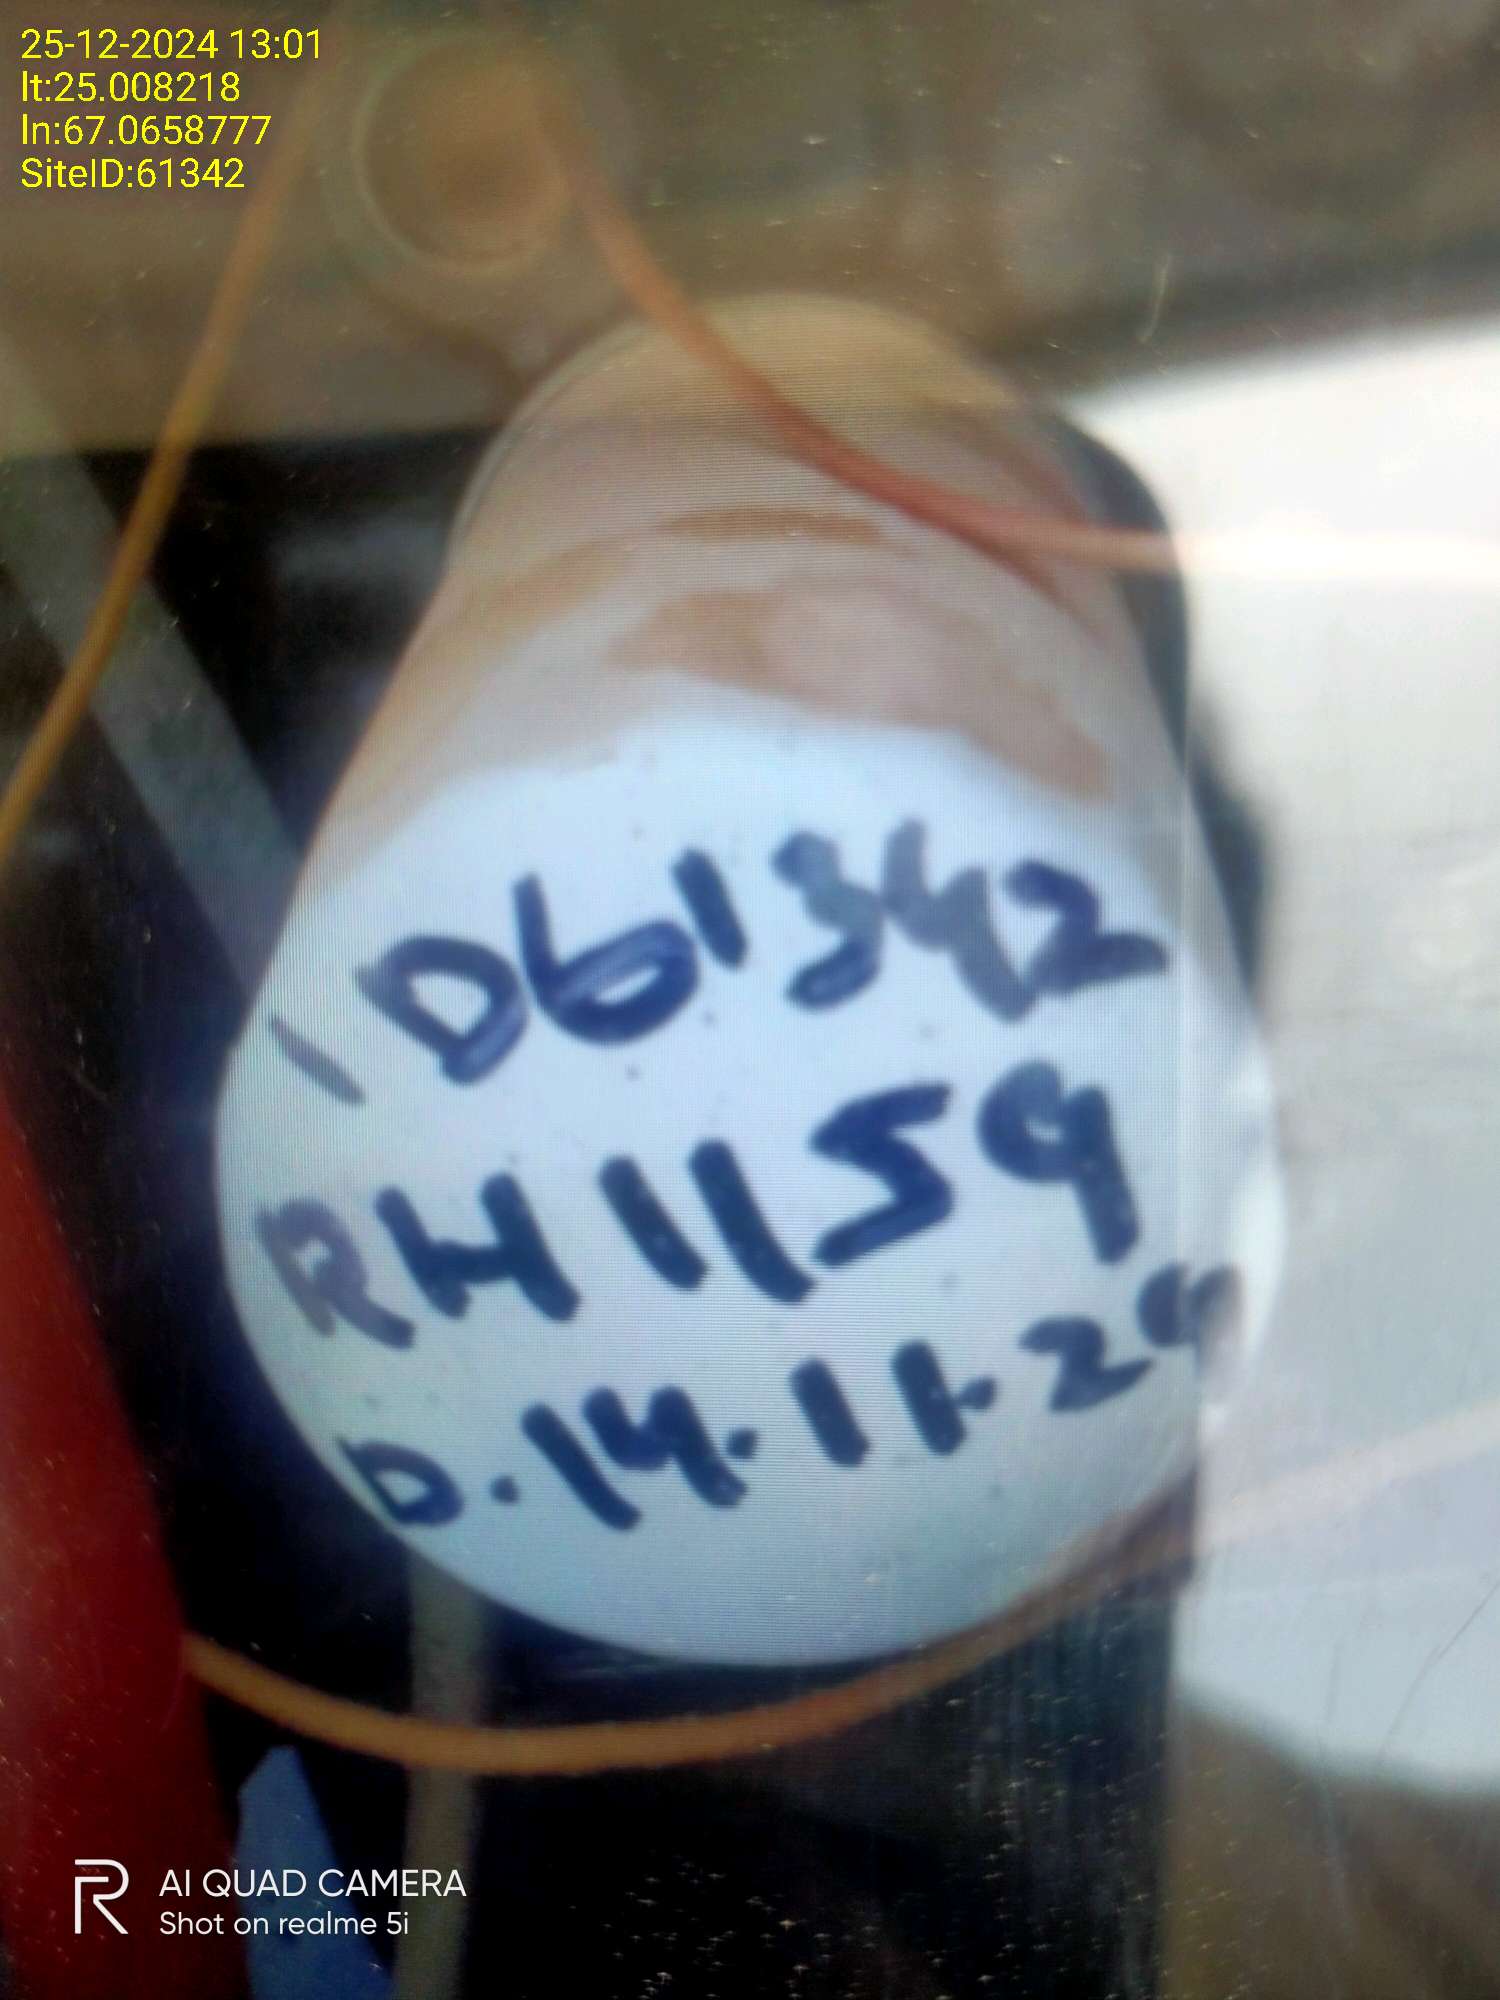 25-12-2024 13:01
lt:25.008218
ln:67.0658777
SiteID:61342
ID61342
RH1159
D.14.11.24
AI QUAD CAMERA
Shot on realme 5i